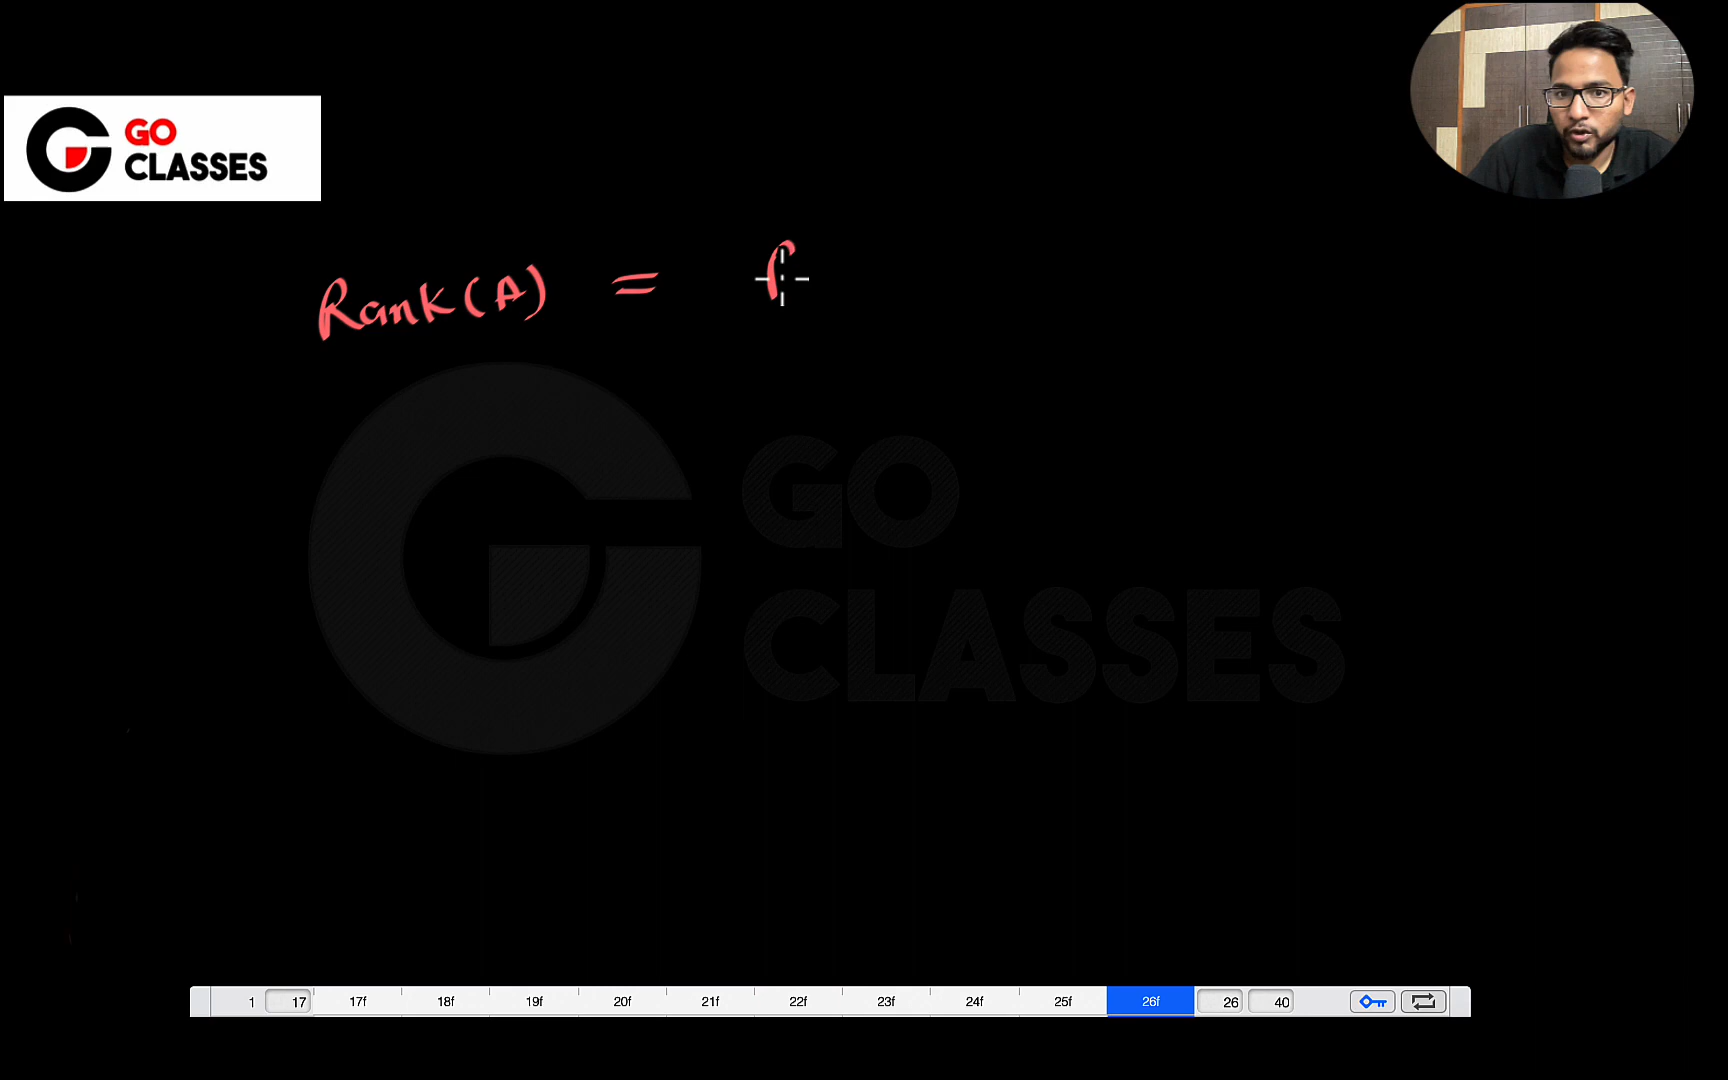 GO
CLASSES
Rank(A) =
GO
CLASSES
1 17 17f 18f 19f 20f 21f 22f 23f 24f 25f 26f 26 40